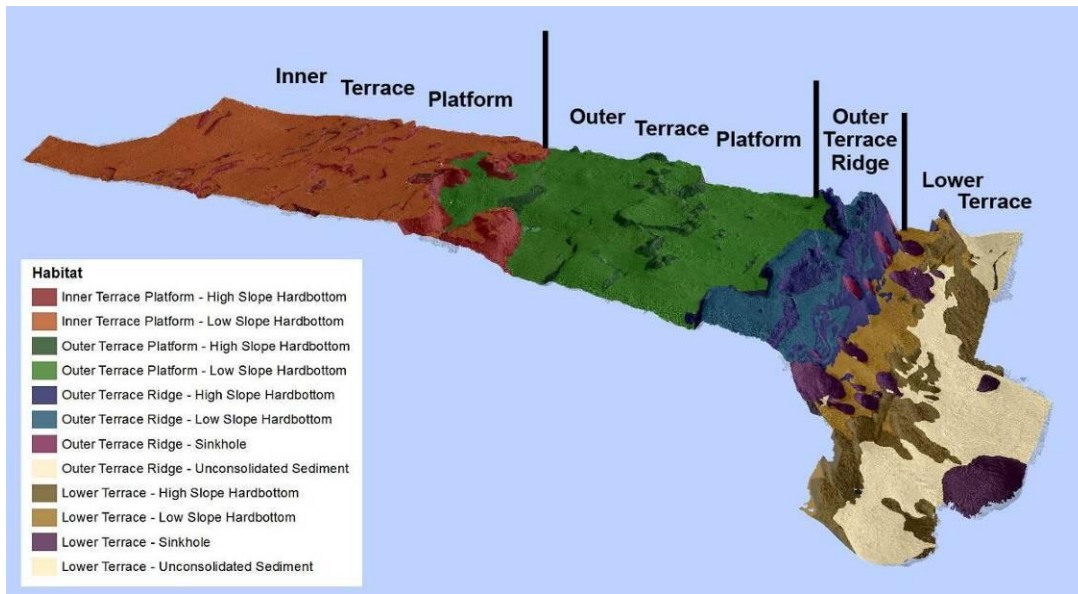 Inner Terrace Platform
Outer Terrace Platform
Outer
Terrace
Ridge
Lower
Terrace
Habitat
Inner Terrace Platform - High Slope Hardbottom
Inner Terrace Platform - Low Slope Hardbottom
Outer Terrace Platform - High Slope Hardbottom
Outer Terrace Platform - Low Slope Hardbottom
Outer Terrace Ridge - High Slope Hardbottom
Outer Terrace Ridge - Low Slope Hardbottom
Outer Terrace Ridge - Sinkhole
Outer Terrace Ridge - Unconsolidated Sediment
Lower Terrace - High Slope Hardbottom
Lower Terrace - Low Slope Hardbottom
Lower Terrace - Sinkhole
Lower Terrace - Unconsolidated Sediment